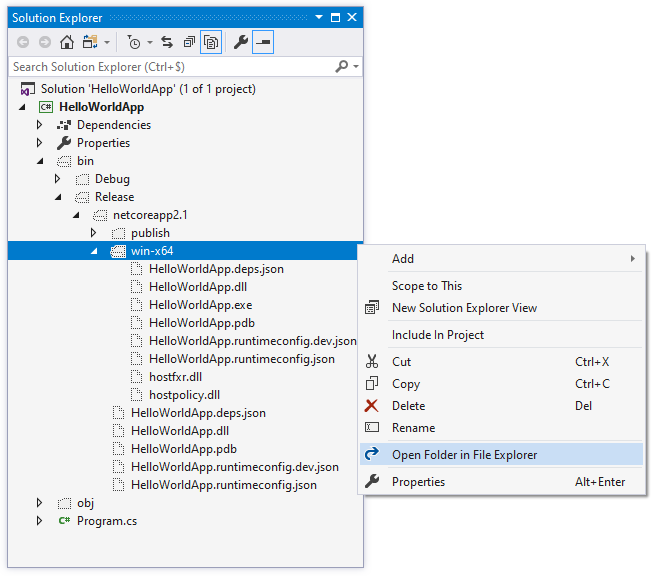 Solution Explorer
Search Solution Explorer (Ctrl+$)
Solution 'HelloWorldApp' (1 of 1 project)
C# HelloWorldApp
Dependencies
Properties
bin
Debug
Release
netcoreapp2.1
publish
win-x64
HelloWorldApp.deps.json
HelloWorldApp.dll
HelloWorldApp.exe
HelloWorldApp.pdb
HelloWorldApp.runtimeconfig.dev.json
HelloWorldApp.runtimeconfig.json
hostfxr.dll
hostpolicy.dll
HelloWorldApp.deps.json
HelloWorldApp.dll
HelloWorldApp.pdb
HelloWorldApp.runtimeconfig.dev.json
HelloWorldApp.runtimeconfig.json
obj
C# Program.cs
Add
Scope to This
New Solution Explorer View
Include In Project
Cut Ctrl+X
Copy Ctrl+C
Delete Del
Rename
Open Folder in File Explorer
Properties Alt+Enter